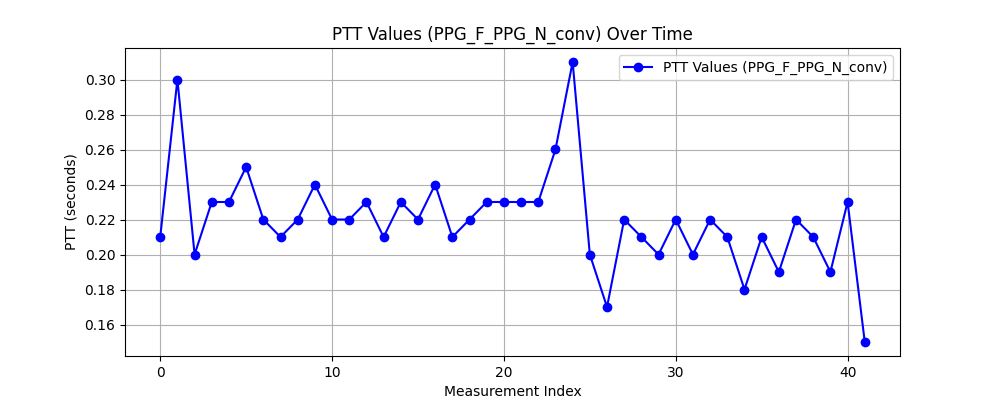 PTT Values (PPG_F_PPG_N_conv) Over Time
PTT Values (PPG_F_PPG_N_conv)
PTT (seconds)
0.30
0.28
0.26
0.24
0.22
0.20
0.18
0.16
0 10 20 30 40
Measurement Index